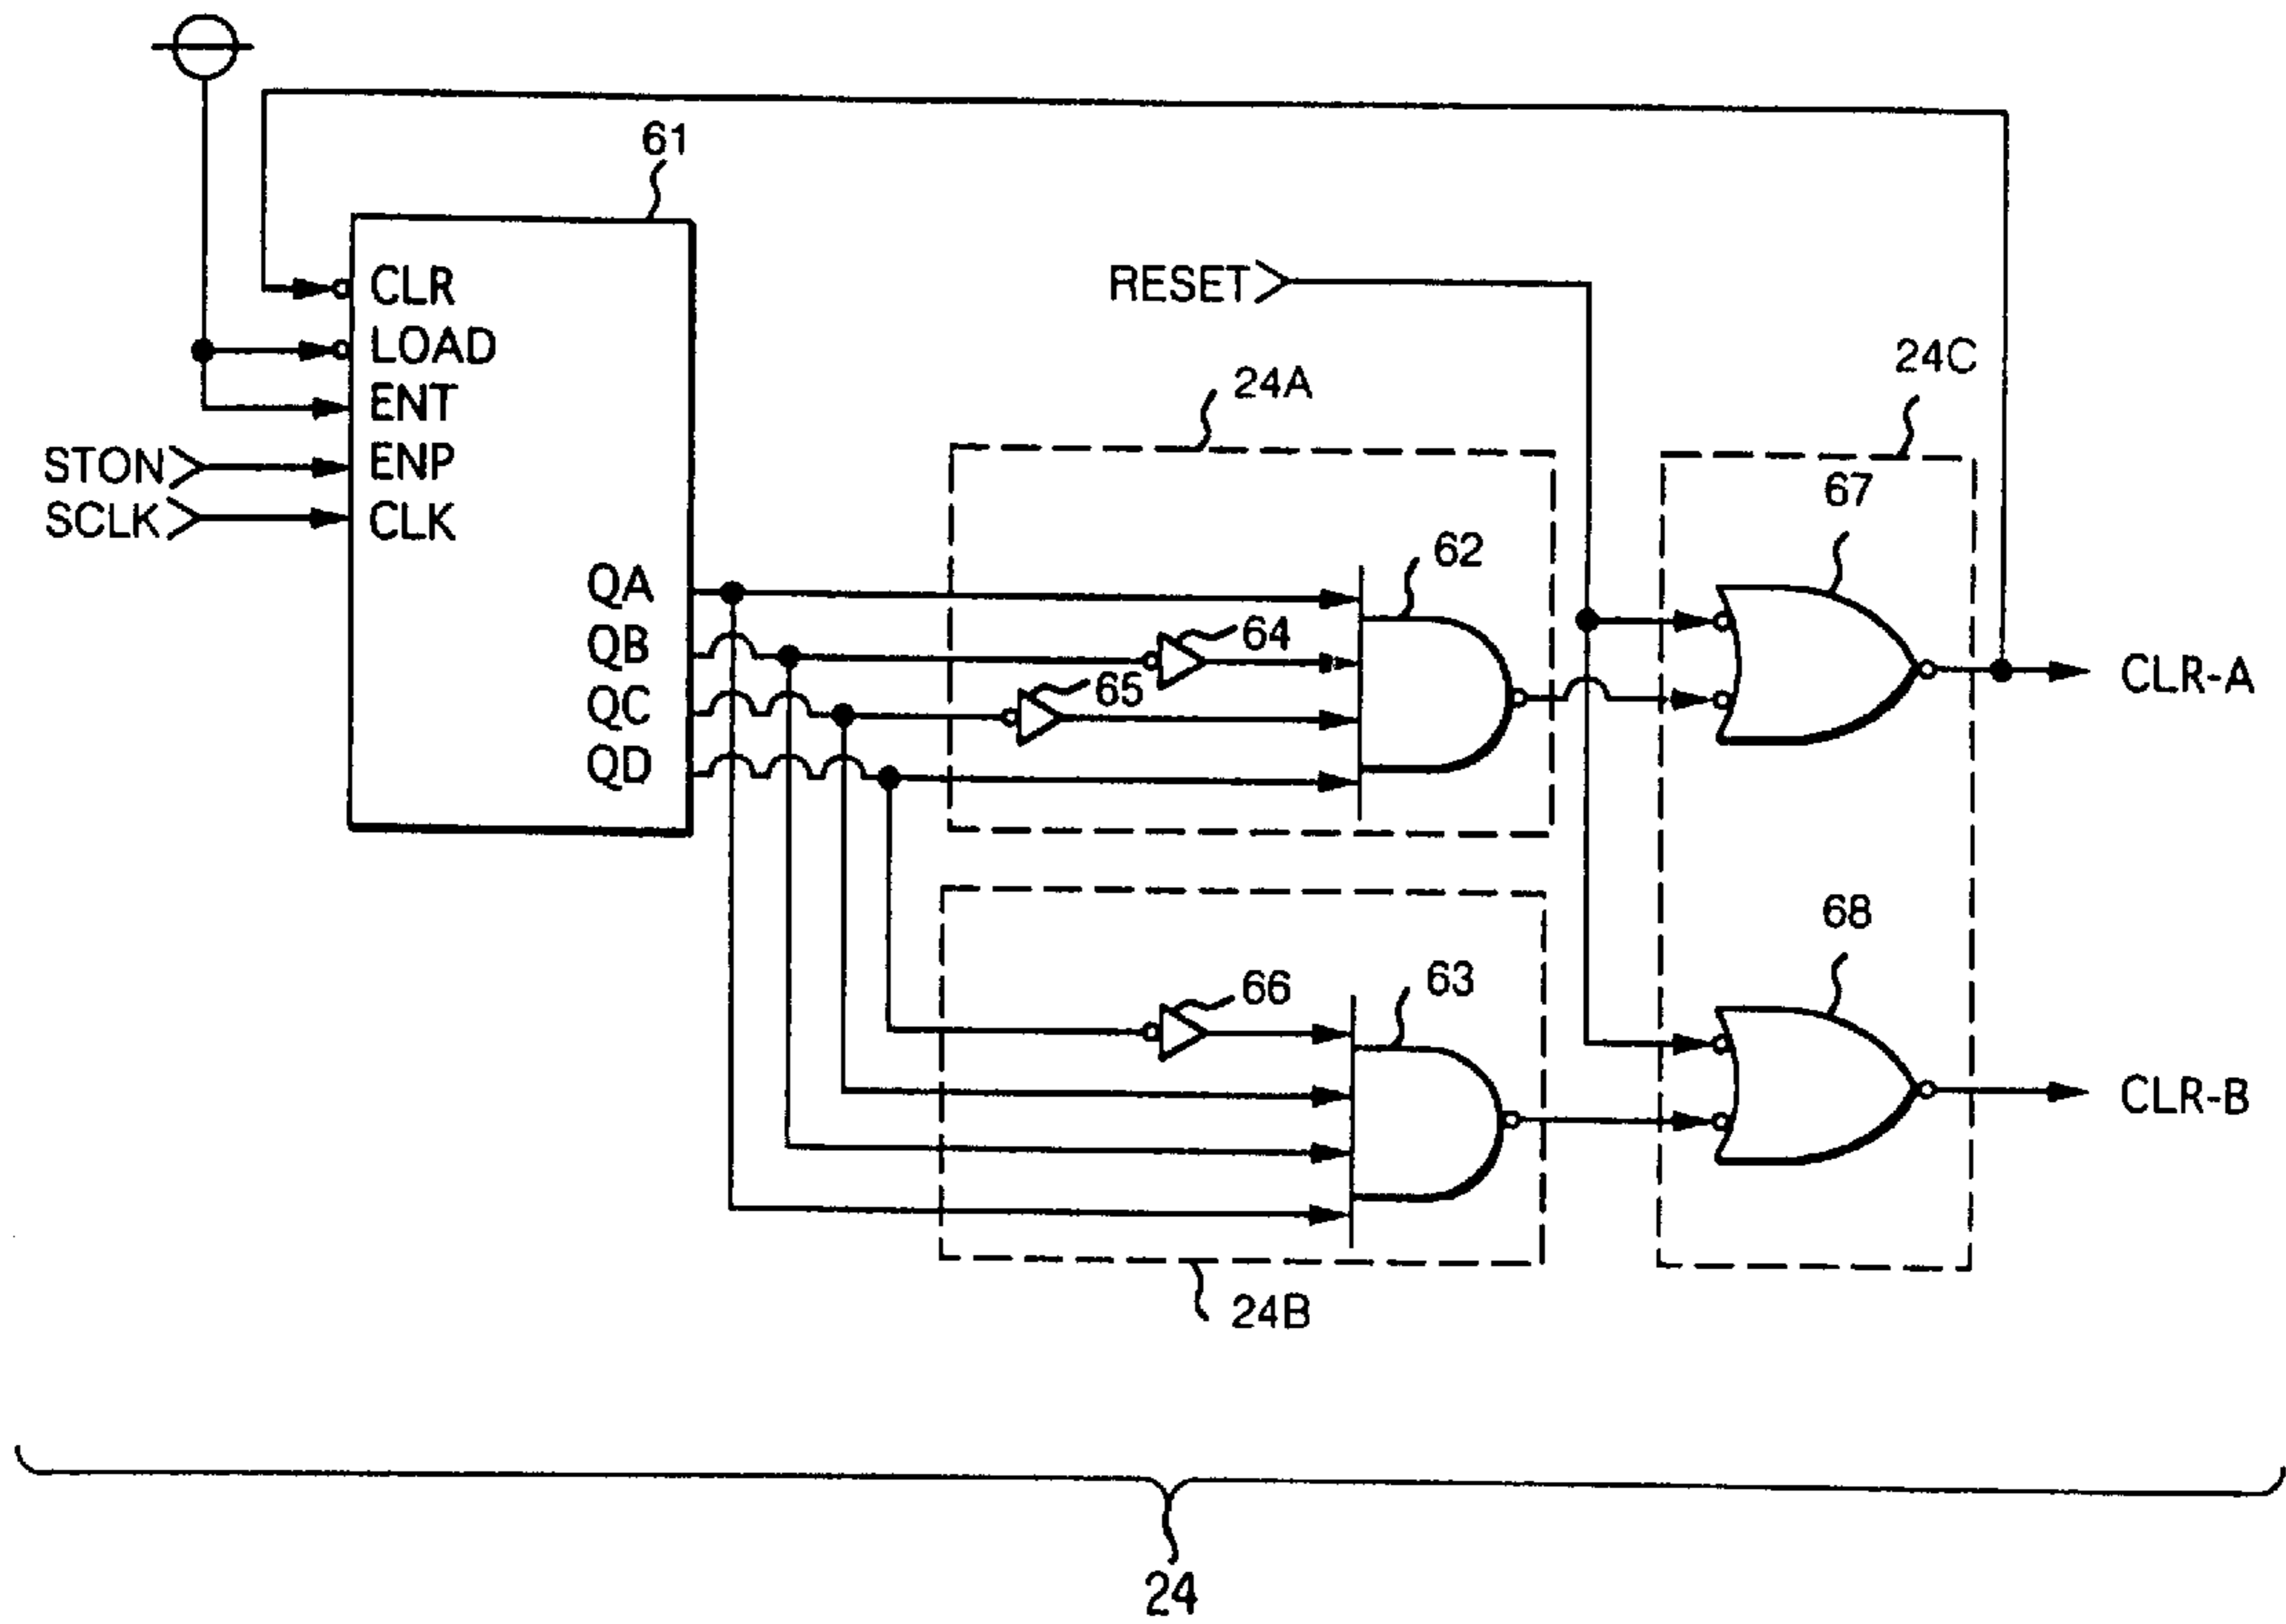 61
CLR
LOAD
ENT
STON
ENP
SCLK
CLK
QA
QB
QC
QD
RESET
24A
24C
62
64
65
67
CLR-A
66
63
68
CLR-B
24B
24